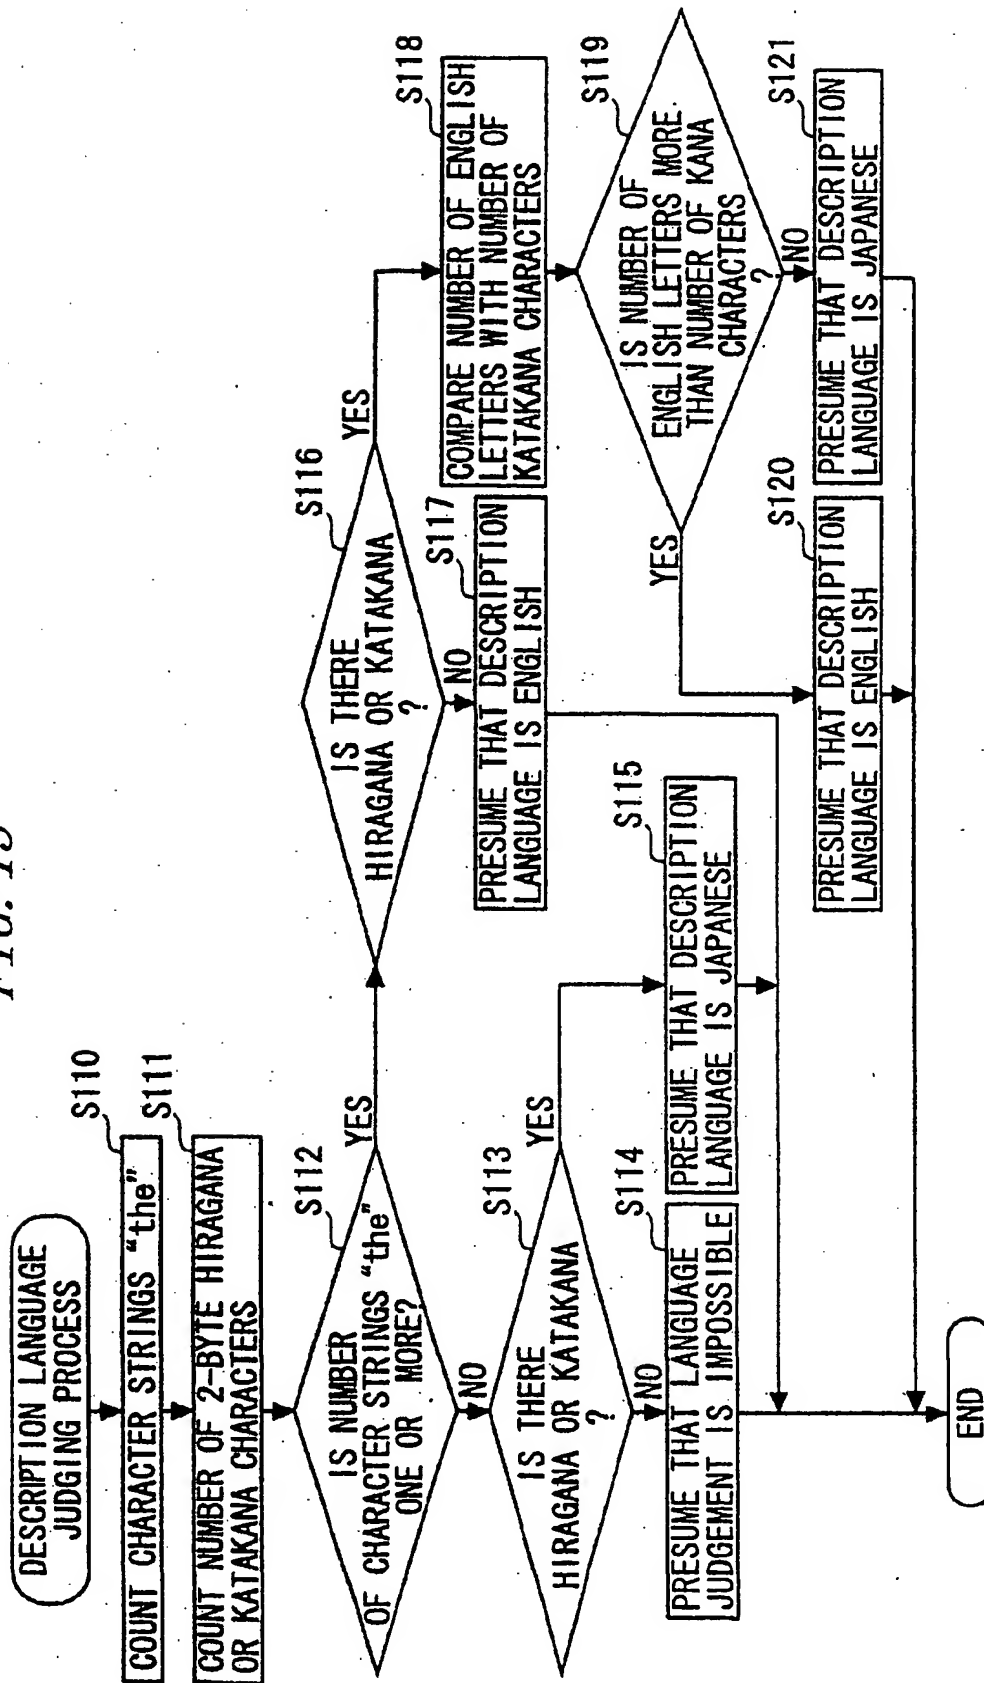 FIG. 15
DESCRIPTION LANGUAGE
JUDGING PROCESS
S110
COUNT CHARACTER STRINGS "the"
S111
COUNT NUMBER OF 2-BYTE HIRAGANA
OR KATAKANA CHARACTERS
S112
IS NUMBER
OF CHARACTER STRINGS "the"
ONE OR MORE?
YES
NO
S113
IS THERE
HIRAGANA OR KATAKANA
?
YES
NO
S114
PRESUME THAT LANGUAGE
JUDGEMENT IS IMPOSSIBLE
S115
PRESUME THAT DESCRIPTION
LANGUAGE IS JAPANESE
S116
IS THERE
HIRAGANA OR KATAKANA
?
YES
NO
S117
PRESUME THAT DESCRIPTION
LANGUAGE IS ENGLISH
S118
COMPARE NUMBER OF ENGLISH
LETTERS WITH NUMBER OF
KATAKANA CHARACTERS
S119
IS NUMBER OF
ENGLISH LETTERS MORE
THAN NUMBER OF KANA
CHARACTERS
?
YES
NO
S120
PRESUME THAT DESCRIPTION
LANGUAGE IS ENGLISH
S121
PRESUME THAT DESCRIPTION
LANGUAGE IS JAPANESE
END